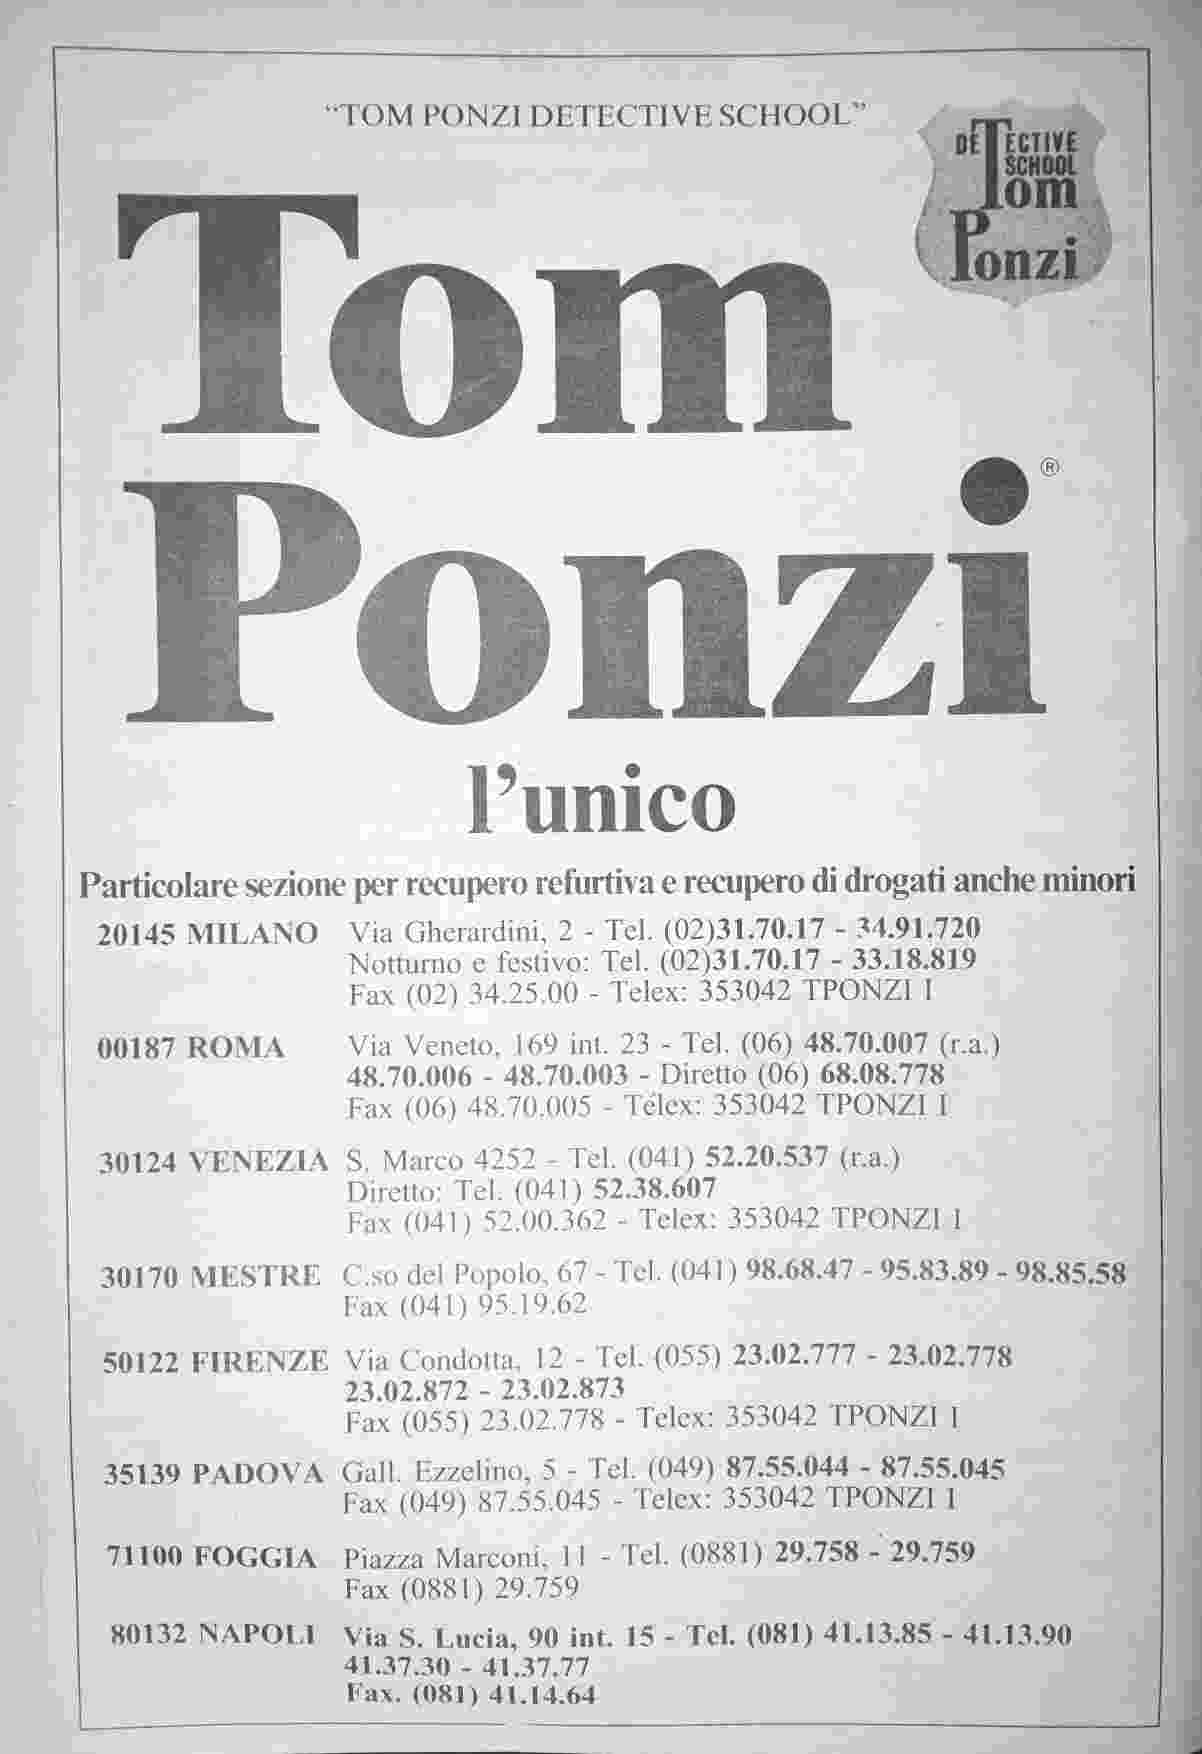 “TOM PONZI DETECTIVE SCHOOL”
DETECTIVE
SCHOOL
Tom
Ponzi
Tom
Ponzi®
l’unico
Particolare sezione per recupero refurtiva e recupero di drogati anche minori
20145 MILANO Via Gherardini, 2 - Tel. (02)31.70.17 - 34.91.720
Notturno e festivo: Tel. (02)31.70.17 - 33.18.819
Fax (02) 34.25.00 - Telex: 353042 TPONZI I
00187 ROMA Via Veneto, 169 int. 23 - Tel. (06) 48.70.007 (r.a.)
48.70.006 - 48.70.003 - Diretto (06) 68.08.778
Fax (06) 48.70.005 - Telex: 353042 TPONZI I
30124 VENEZIA S. Marco 4252 - Tel. (041) 52.20.537 (r.a.)
Diretto: Tel. (041) 52.38.607
Fax (041) 52.00.362 - Telex: 353042 TPONZI I
30170 MESTRE C.so del Popolo, 67 - Tel. (041) 98.68.47 - 95.83.89 - 98.85.58
Fax (041) 95.19.62
50122 FIRENZE Via Condotta, 12 - Tel. (055) 23.02.777 - 23.02.778
23.02.872 - 23.02.873
Fax (055) 23.02.778 - Telex: 353042 TPONZI I
35139 PADOVA Gall. Ezzelino, 5 - Tel. (049) 87.55.044 - 87.55.045
Fax (049) 87.55.045 - Telex: 353042 TPONZI I
71100 FOGGIA Piazza Marconi, 11 - Tel. (0881) 29.758 - 29.759
Fax (0881) 29.759
80132 NAPOLI Via S. Lucia, 90 int. 15 - Tel. (081) 41.13.85 - 41.13.90
41.37.30 - 41.37.77
Fax. (081) 41.14.64